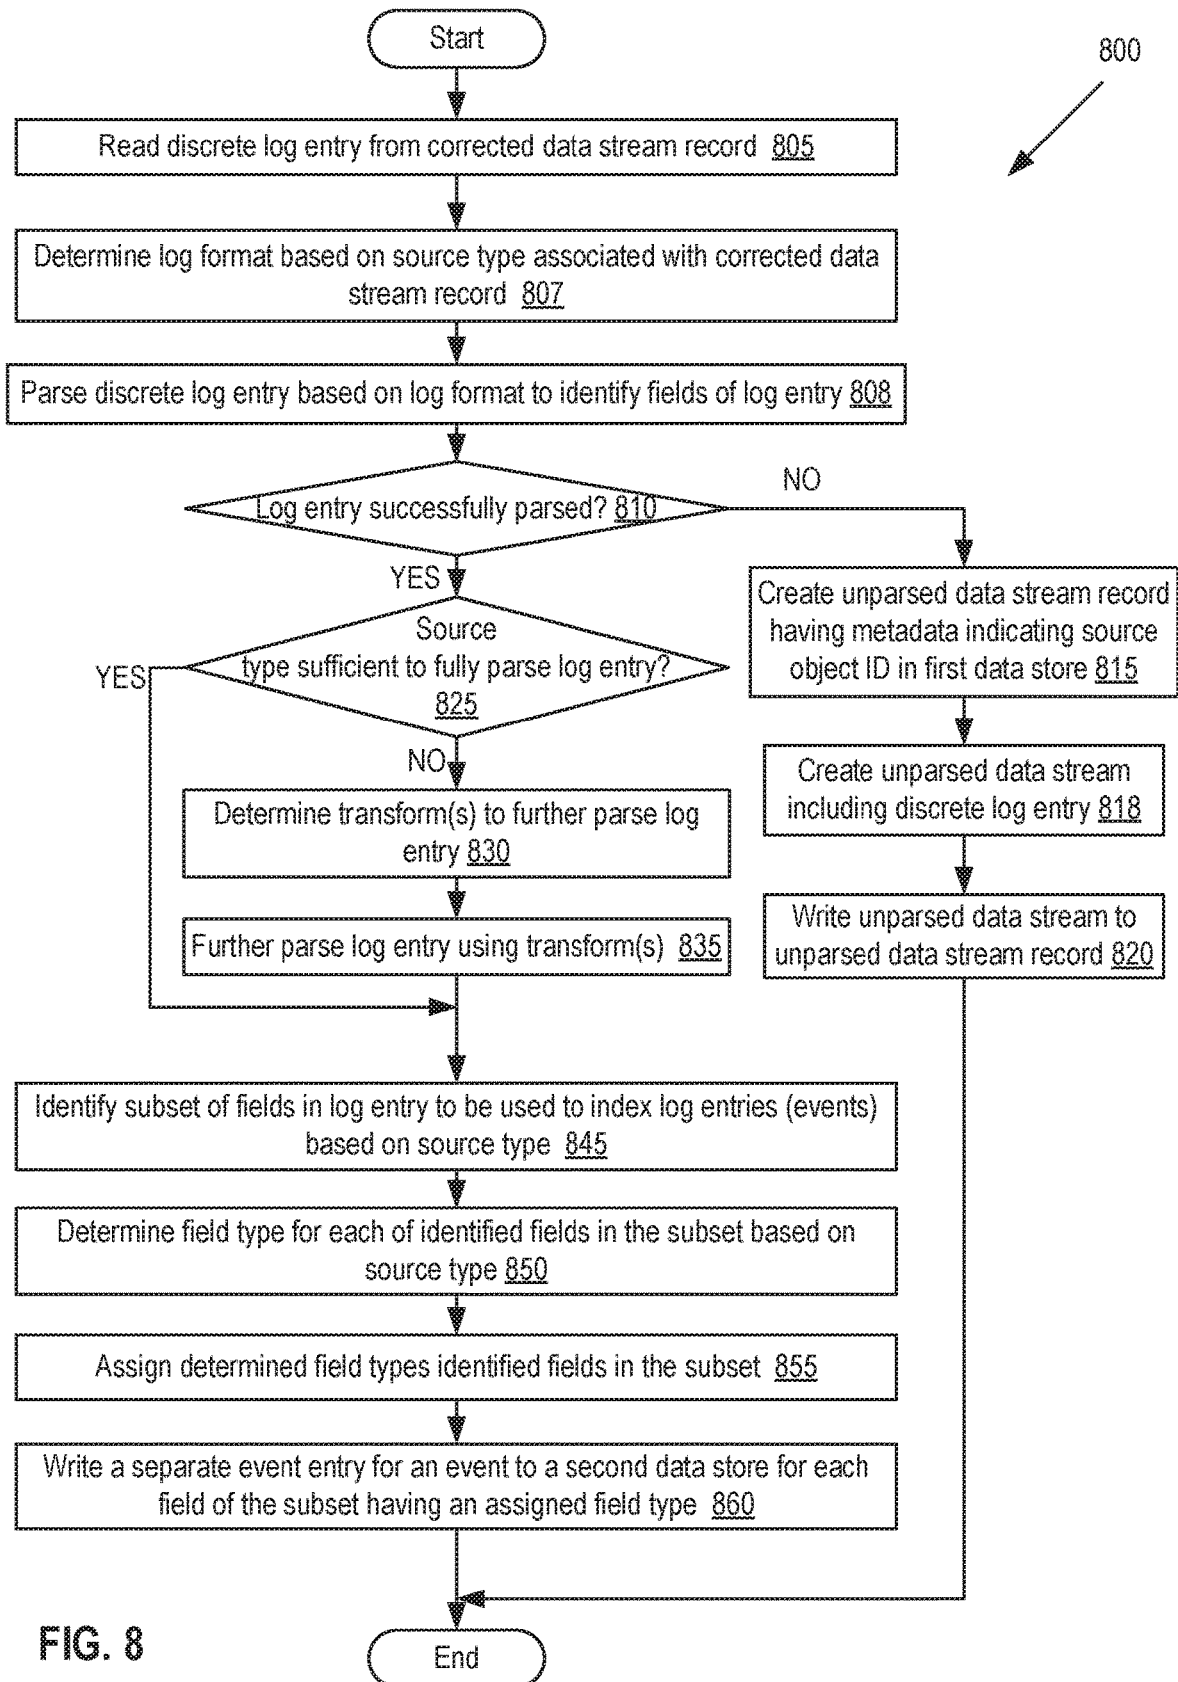 Start
800
Read discrete log entry from corrected data stream record 805
Determine log format based on source type associated with corrected data
stream record 807
Parse discrete log entry based on log format to identify fields of log entry 808
Log entry successfully parsed? 810
NO
YES
Source
type sufficient to fully parse log entry?
825
YES
NO
Create unparsed data stream record
having metadata indicating source
object ID in first data store 815
Create unparsed data stream
including discrete log entry 818
Write unparsed data stream to
unparsed data stream record 820
Determine transform(s) to further parse log
entry 830
Further parse log entry using transform(s) 835
Identify subset of fields in log entry to be used to index log entries (events)
based on source type 845
Determine field type for each of identified fields in the subset based on
source type 850
Assign determined field types identified fields in the subset 855
Write a separate event entry for an event to a second data store for each
field of the subset having an assigned field type 860
End
FIG. 8